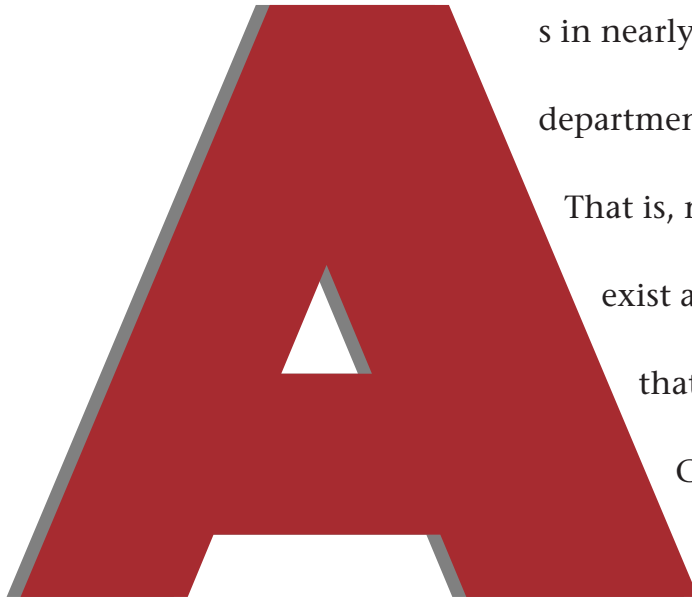 A
s in nearly
departmen
That is, r
exist a
that
C